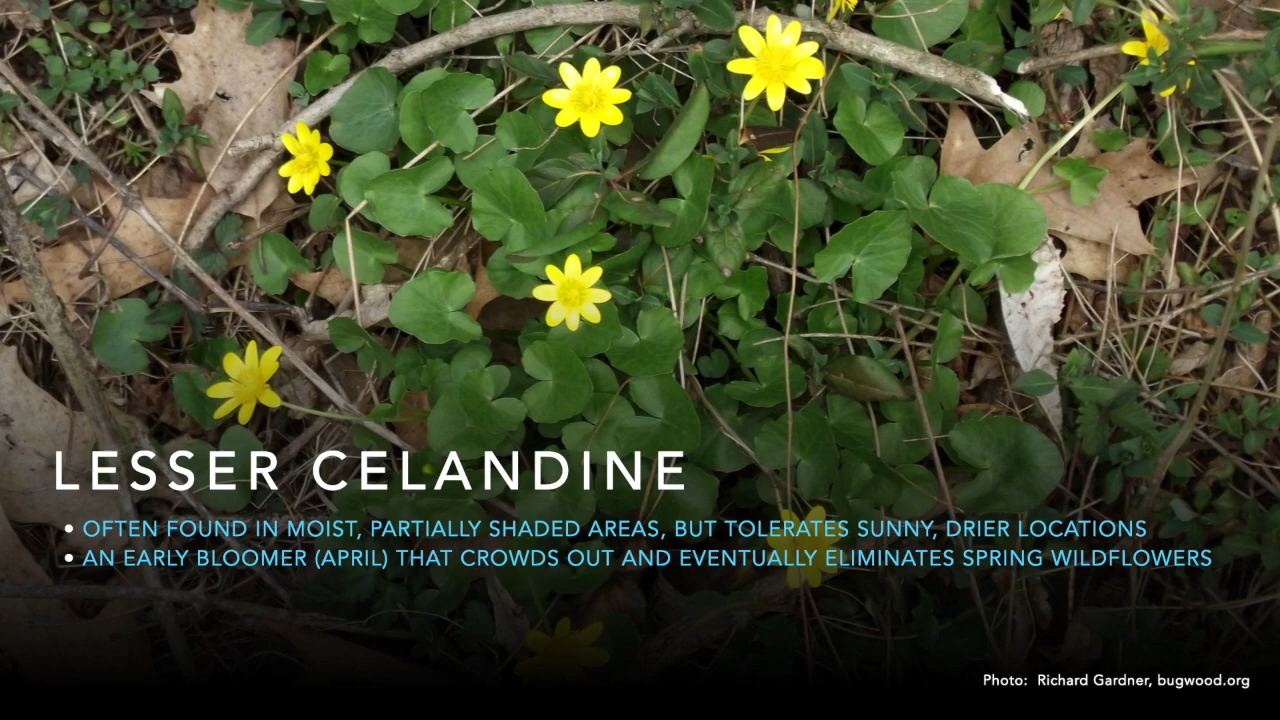 LESSER CELANDINE
• OFTEN FOUND IN MOIST, PARTIALLY SHADED AREAS, BUT TOLERATES SUNNY, DRIER LOCATIONS
• AN EARLY BLOOMER (APRIL) THAT CROWDS OUT AND EVENTUALLY ELIMINATES SPRING WILDFLOWERS
Photo: Richard Gardner, bugwood.org